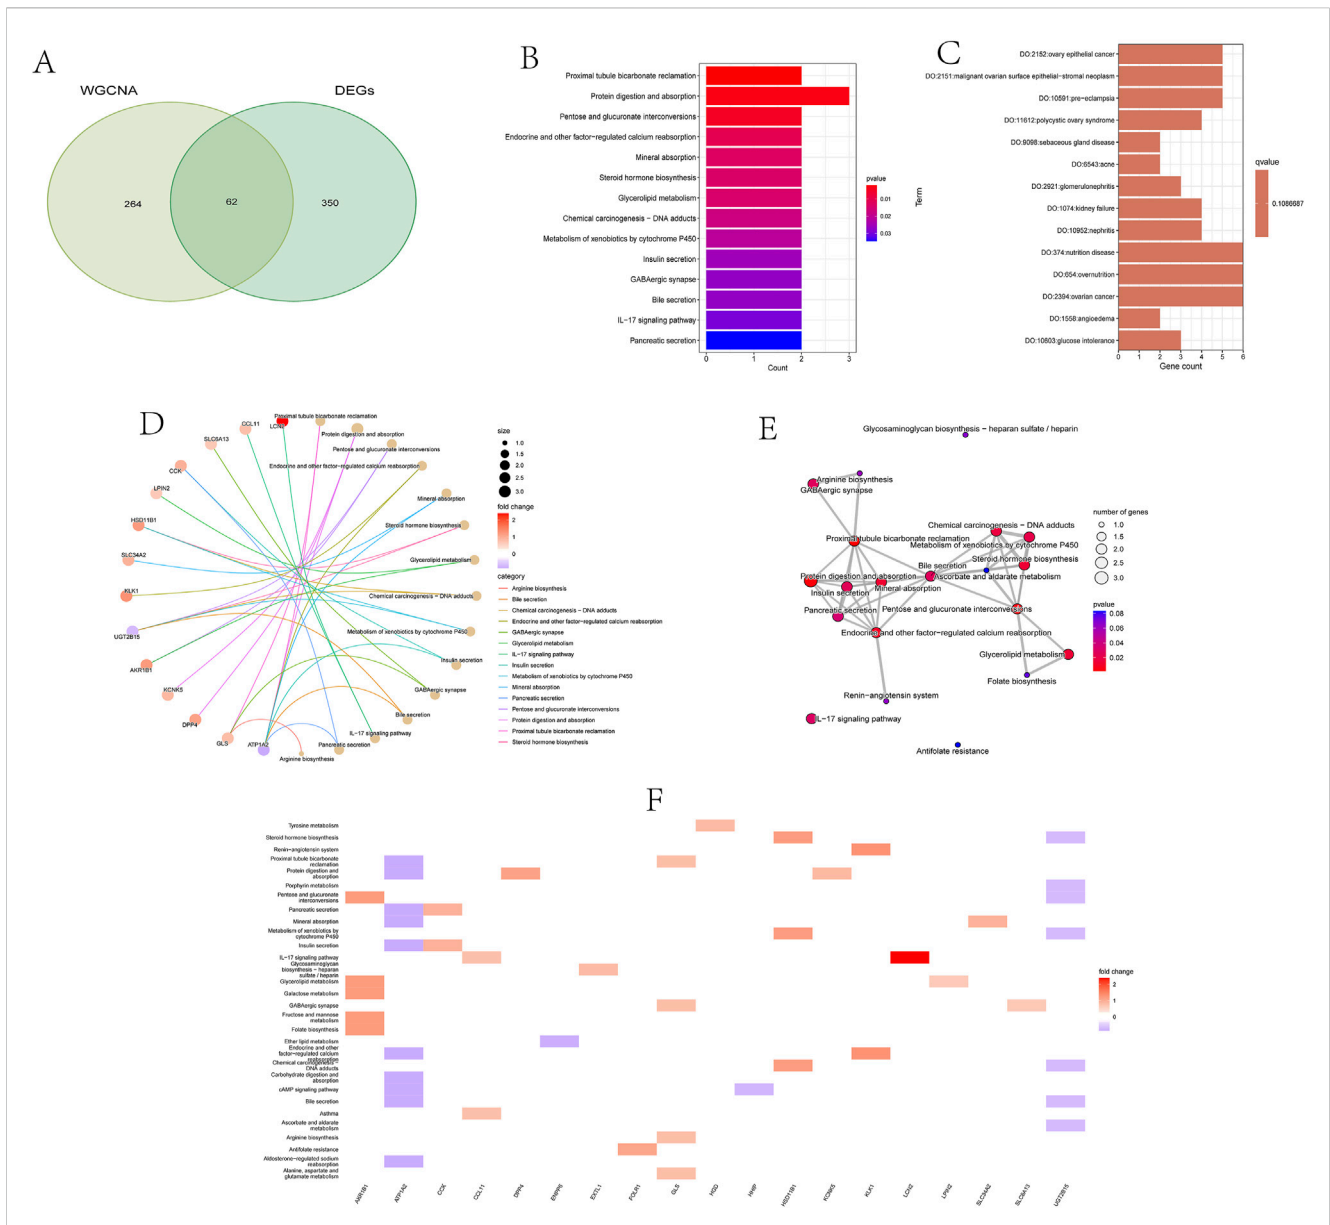 A
WGCNA
DEGs
264
62
350
B
Proximal tubule bicarbonate reclamation
Protein digestion and absorption
Pentose and glucuronate interconversions
Endocrine and other factor−regulated calcium reabsorption
Mineral absorption
Steroid hormone biosynthesis
Glycerolipid metabolism
Chemical carcinogenesis − DNA adducts
Metabolism of xenobiotics by cytochrome P450
Insulin secretion
GABAergic synapse
Bile secretion
IL−17 signaling pathway
Pancreatic secretion
0
1
2
3
Count
pvalue
0.01
0.02
0.03
Term
C
DO:2152:ovary epithelial cancer
DO:2151:malignant ovarian surface epithelial−stromal neoplasm
DO:10591:pre−eclampsia
DO:11612:polycystic ovary syndrome
DO:9098:sebaceous gland disease
DO:6543:acne
DO:2921:glomerulonephritis
DO:1074:kidney failure
DO:10952:nephritis
DO:374:nutrition disease
DO:654:overnutrition
DO:2394:ovarian cancer
DO:1558:angioedema
DO:10603:glucose intolerance
0
1
2
3
4
5
6
Gene count
qvalue
0.1086687
D
Proximal tubule bicarbonate reclamation
LCN2
CCL11
SLC6A13
CCK
LPIN2
HSD11B1
SLC34A2
KLK1
UGT2B15
AKR1B1
KCNK5
DPP4
GLS
ATP1A2
Arginine biosynthesis
Protein digestion and absorption
Pentose and glucuronate interconversions
Endocrine and other factor−regulated calcium reabsorption
Mineral absorption
Steroid hormone biosynthesis
Glycerolipid metabolism
Chemical carcinogenesis − DNA adducts
Metabolism of xenobiotics by cytochrome P450
Insulin secretion
GABAergic synapse
Bile secretion
IL−17 signaling pathway
Pancreatic secretion
size
1.0
1.5
2.0
2.5
3.0
fold change
2
1
0
category
Arginine biosynthesis
Bile secretion
Chemical carcinogenesis − DNA adducts
Endocrine and other factor−regulated calcium reabsorption
GABAergic synapse
Glycerolipid metabolism
IL−17 signaling pathway
Insulin secretion
Metabolism of xenobiotics by cytochrome P450
Mineral absorption
Pancreatic secretion
Pentose and glucuronate interconversions
Protein digestion and absorption
Proximal tubule bicarbonate reclamation
Steroid hormone biosynthesis
E
Glycosaminoglycan biosynthesis − heparan sulfate / heparin
Arginine biosynthesis
GABAergic synapse
Chemical carcinogenesis − DNA adducts
Proximal tubule bicarbonate reclamation
Metabolism of xenobiotics by cytochrome P450
Steroid hormone biosynthesis
Bile secretion
Protein digestion and absorption
Ascorbate and aldarate metabolism
Mineral absorption
Insulin secretion
Pancreatic secretion
Pentose and glucuronate interconversions
Endocrine and other factor−regulated calcium reabsorption
Glycerolipid metabolism
Folate biosynthesis
Renin−angiotensin system
IL−17 signaling pathway
Antifolate resistance
number of genes
1.0
1.5
2.0
2.5
3.0
pvalue
0.08
0.06
0.04
0.02
F
Tyrosine metabolism
Steroid hormone biosynthesis
Renin−angiotensin system
Proximal tubule bicarbonate
reclamation
Protein digestion and
absorption
Porphyrin metabolism
Pentose and glucuronate
interconversions
Pancreatic secretion
Mineral absorption
Metabolism of xenobiotics by
cytochrome P450
Insulin secretion
IL−17 signaling pathway
Glycosaminoglycan
biosynthesis − heparan
sulfate / heparin
Glycerolipid metabolism
Galactose metabolism
GABAergic synapse
Fructose and mannose
metabolism
Folate biosynthesis
Ether lipid metabolism
Endocrine and other
factor−regulated calcium
reabsorption
Chemical carcinogenesis −
DNA adducts
Carbohydrate digestion and
absorption
cAMP signaling pathway
Bile secretion
Asthma
Ascorbate and aldarate
metabolism
Arginine biosynthesis
Antifolate resistance
Aldosterone−regulated sodium
reabsorption
Alanine, aspartate and
glutamate metabolism
AKR1B1
ATP1A2
CCK
CCL11
DPP4
ENPP6
EXTL1
FOLR1
GLS
HGD
HHIP
HSD11B1
KCNK5
KLK1
LCN2
LPIN2
SLC34A2
SLC6A13
UGT2B15
fold change
2
1
0